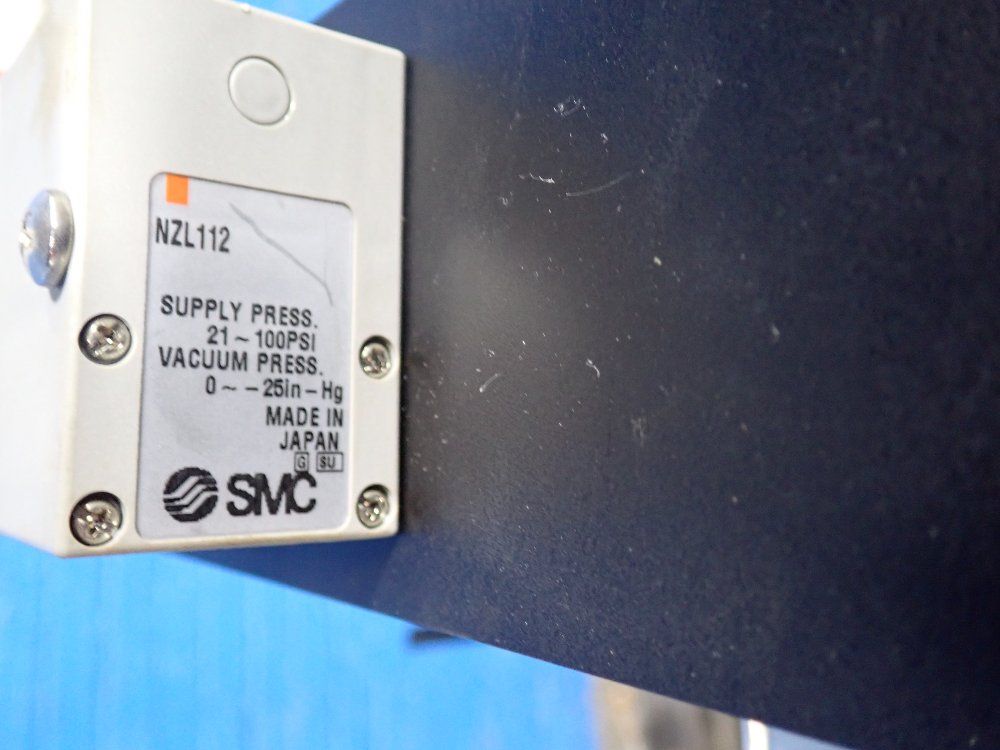 NZL112
SUPPLY PRESS.
21~100PSI
VACUUM PRESS.
0~-25in-Hg
MADE IN
JAPAN
G SU
SMC